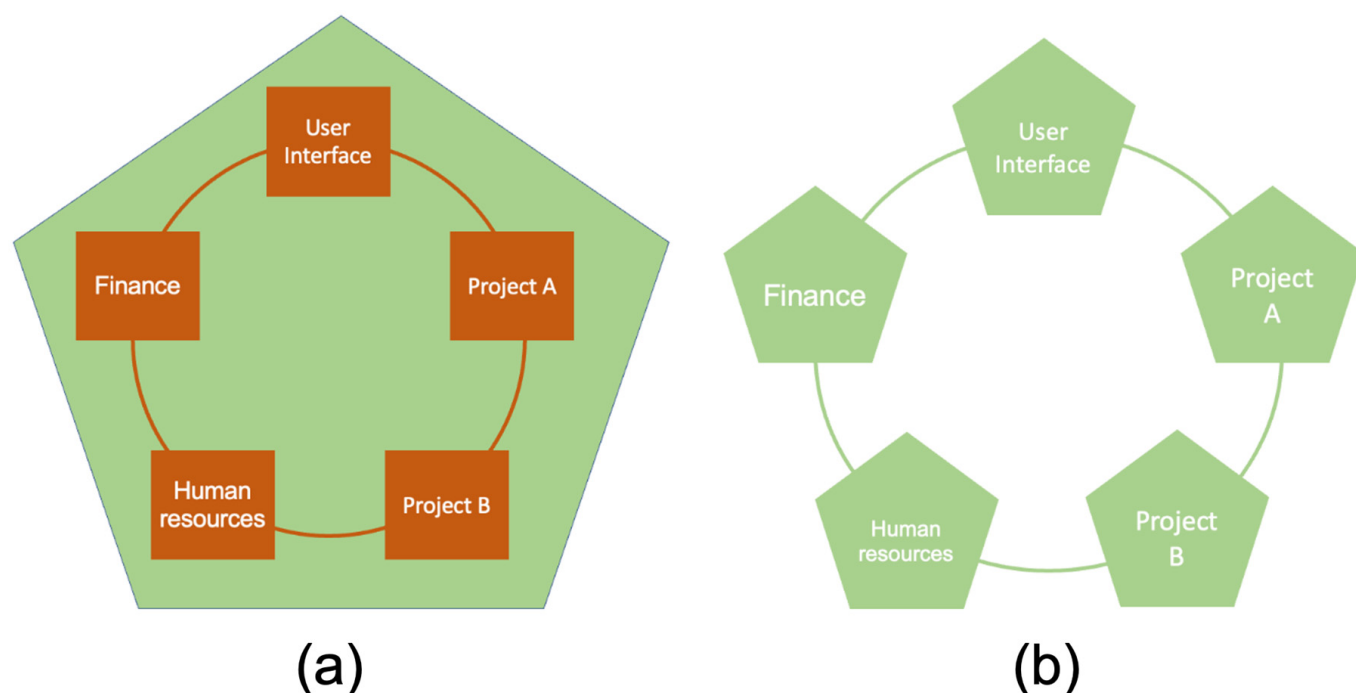 User
Interface
Finance
Project A
Human
resources
Project B
(a)
User
Interface
Finance
Project
A
Human
resources
Project
B
(b)